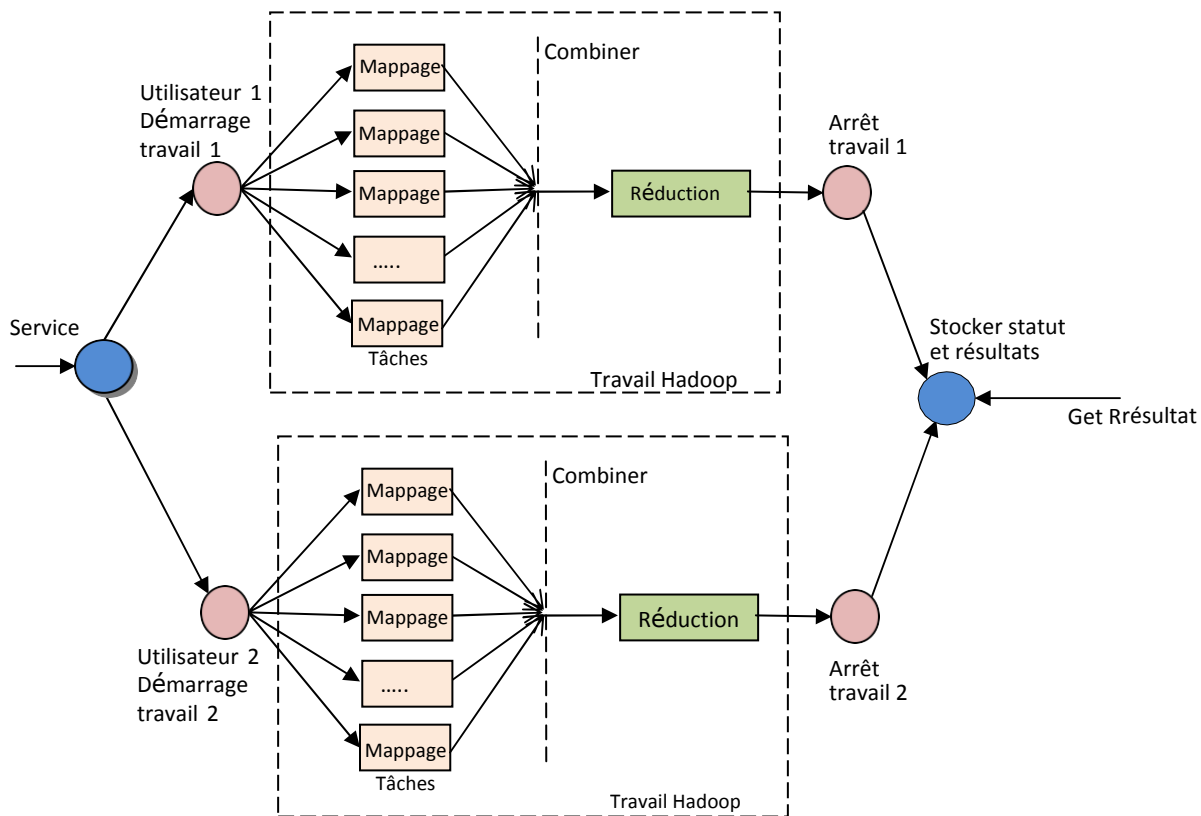 Utilisateur 1
Démarrage
travail 1
Mappage
Mappage
Mappage
.....
Mappage
Tâches
Combiner
Réduction
Travail Hadoop
Arrêt
travail 1
Service
Stocker statut
et résultats
Get Rrésultat
Utilisateur 2
Démarrage
travail 2
Mappage
Mappage
Mappage
.....
Mappage
Tâches
Combiner
Réduction
Travail Hadoop
Arrêt
travail 2